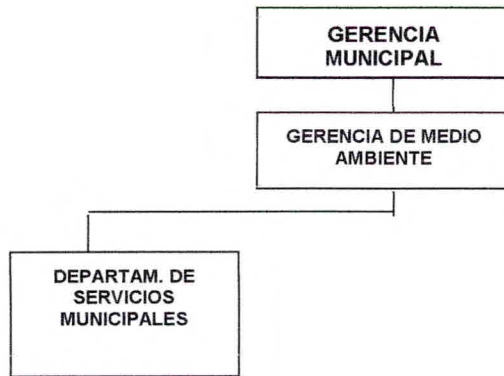 GERENCIA
MUNICIPAL
GERENCIA DE MEDIO
AMBIENTE
DEPARTAM. DE
SERVICIOS
MUNICIPALES